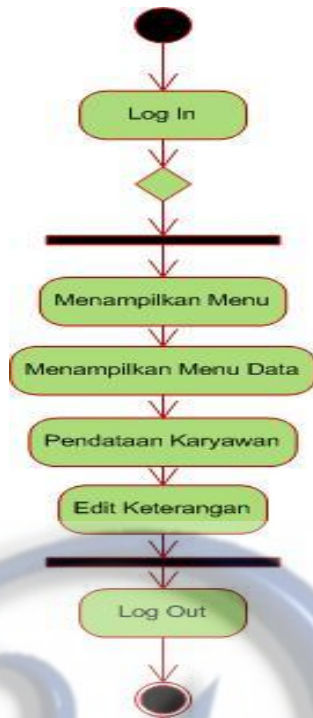 Log In
Menampilkan Menu
Menampilkan Menu Data
Pendataan Karyawan
Edit Keterangan
Log Out